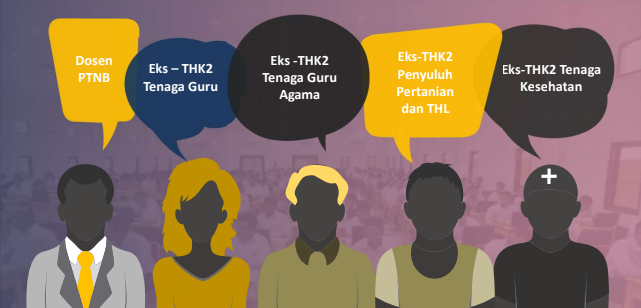 Dosen
PTNB
Eks – THK2
Tenaga Guru
Eks -THK2
Tenaga Guru
Agama
Eks-THK2
Penyuluh
Pertanian
dan THL
Eks-THK2 Tenaga
Kesehatan